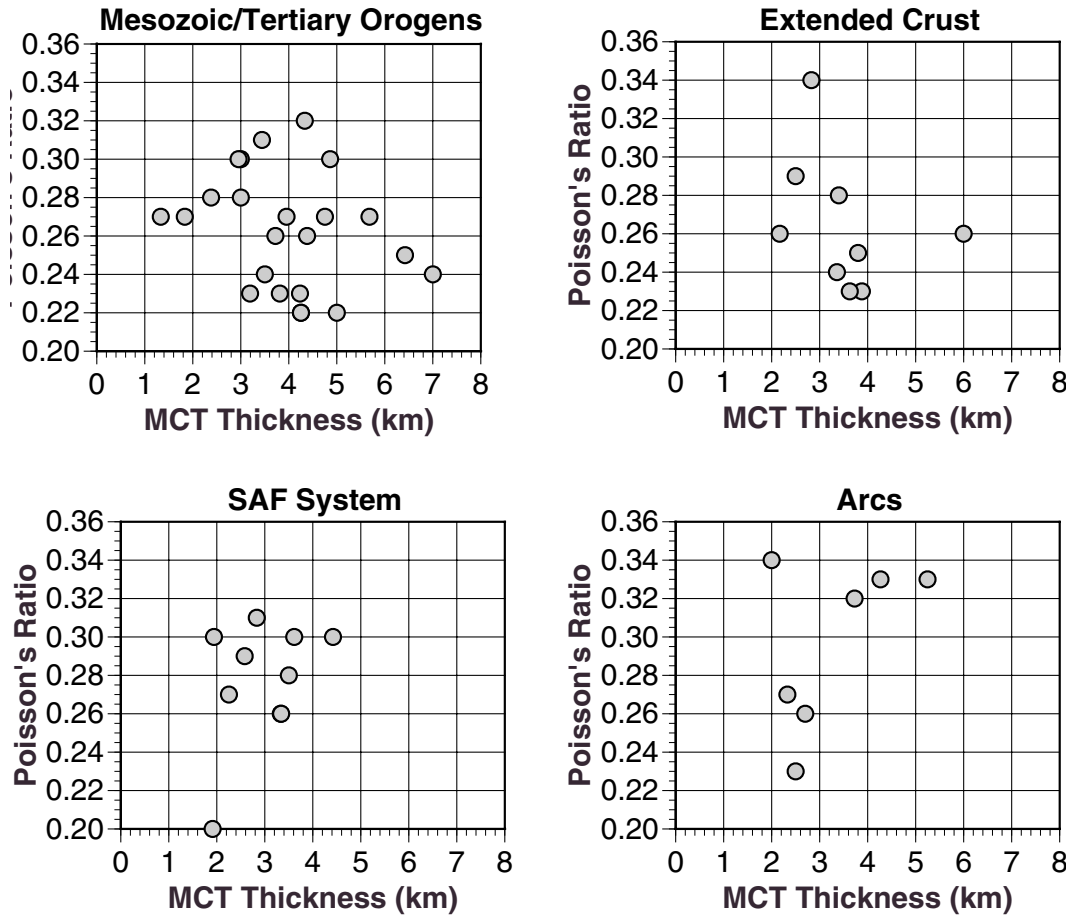 Mesozoic/Tertiary Orogens
0.36
0.34
0.32
0.30
0.28
0.26
0.24
0.22
0.20
0 1 2 3 4 5 6 7 8
MCT Thickness (km)
Extended Crust
Poisson's Ratio
0.36
0.34
0.32
0.30
0.28
0.26
0.24
0.22
0.20
0 1 2 3 4 5 6 7 8
MCT Thickness (km)
SAF System
Poisson's Ratio
0.36
0.34
0.32
0.30
0.28
0.26
0.24
0.22
0.20
0 1 2 3 4 5 6 7 8
MCT Thickness (km)
Arcs
Poisson's Ratio
0.36
0.34
0.32
0.30
0.28
0.26
0.24
0.22
0.20
0 1 2 3 4 5 6 7 8
MCT Thickness (km)